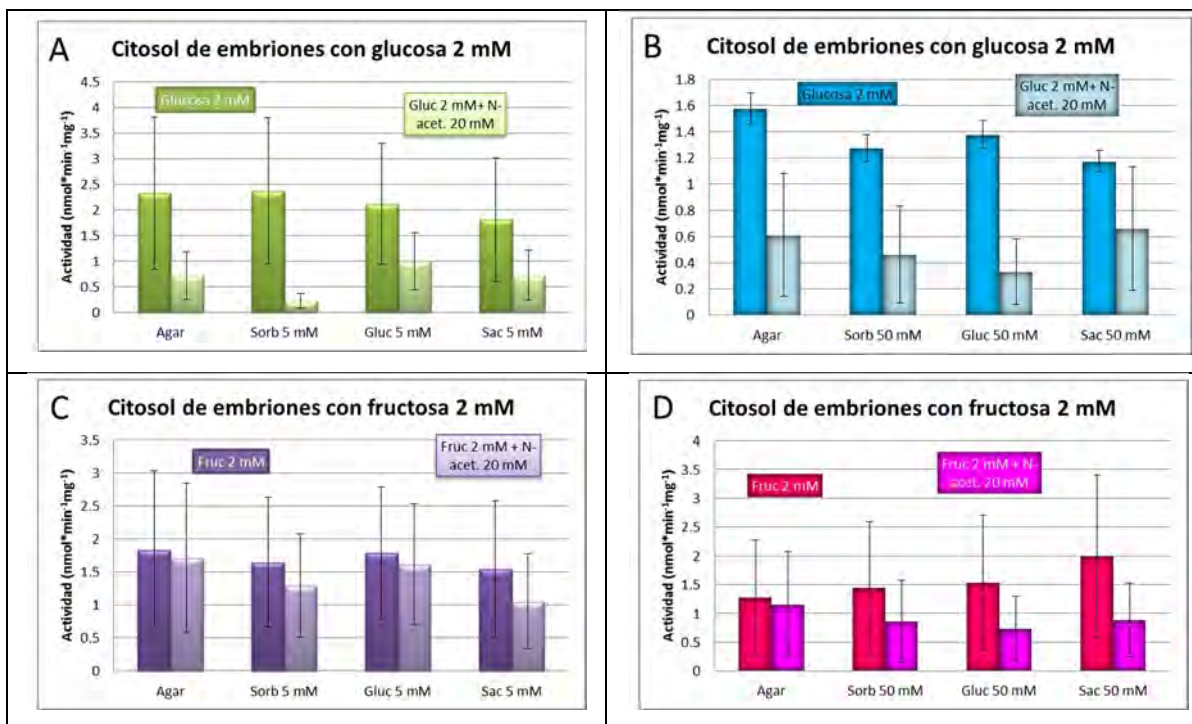 A
Citosol de embriones con glucosa 2 mM
Actividad (nmol*min⁻¹mg⁻¹)
4.5
4
3.5
3
2.5
2
1.5
1
0.5
0
Glucosa 2 mM
Gluc 2 mM+ N-
acet. 20 mM
Agar
Sorb 5 mM
Gluc 5 mM
Sac 5 mM
B
Citosol de embriones con glucosa 2 mM
Actividad (nmol*min⁻¹mg⁻¹)
1.8
1.6
1.4
1.2
1
0.8
0.6
0.4
0.2
0
Glucosa 2 mM
Gluc 2 mM+ N-
acet. 20 mM
Agar
Sorb 50 mM
Gluc 50 mM
Sac 50 mM
C
Citosol de embriones con fructosa 2 mM
Actividad (nmol*min⁻¹mg⁻¹)
3.5
3
2.5
2
1.5
1
0.5
0
Fruc 2 mM
Fruc 2 mM + N-
acet. 20 mM
Agar
Sorb 5 mM
Gluc 5 mM
Sac 5 mM
D
Citosol de embriones con fructosa 2 mM
Actividad (nmol*min⁻¹mg⁻¹)
4
3.5
3
2.5
2
1.5
1
0.5
0
Fruc 2 mM
Fruc 2 mM + N-
acet. 20 mM
Agar
Sorb 50 mM
Gluc 50 mM
Sac 50 mM